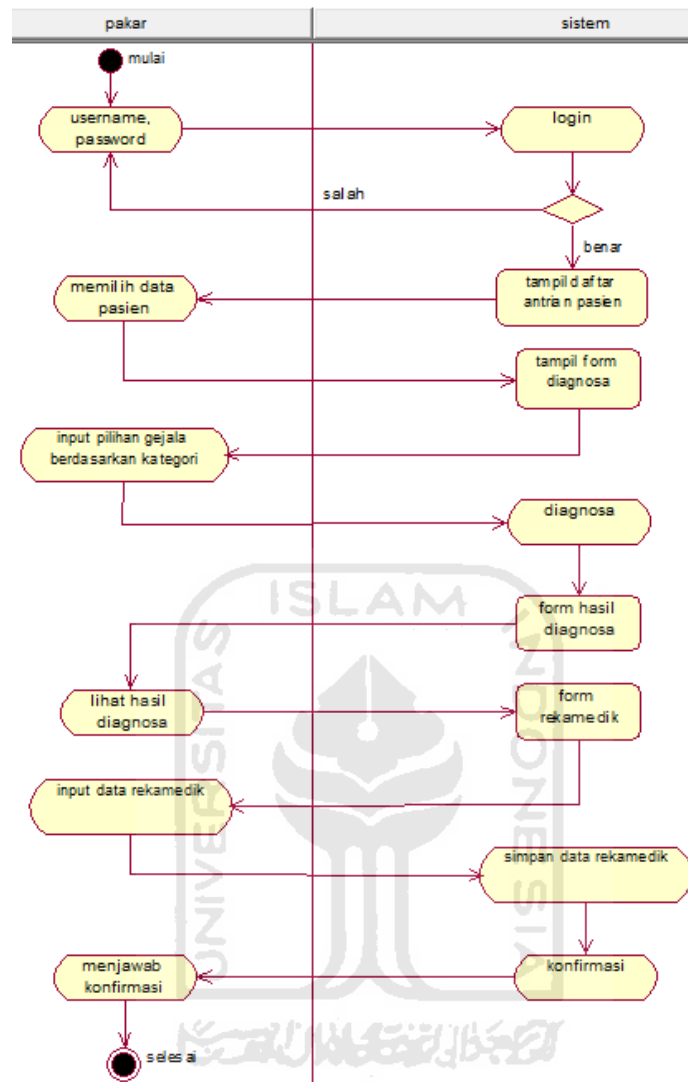 pakar
sistem
mulai
username,
password
login
salah
benar
tampil daftar
antrian pasien
memilih data
pasien
tampil form
diagnosa
input pilihan gejala
berdasarkan kategori
diagnosa
form hasil
diagnosa
lihat hasil
diagnosa
form
rekamedik
input data rekamedik
simpan data rekamedik
konfirmasi
menjawab
konfirmasi
selesai
UNIVERSITAS
ISLAM
INDONESIA